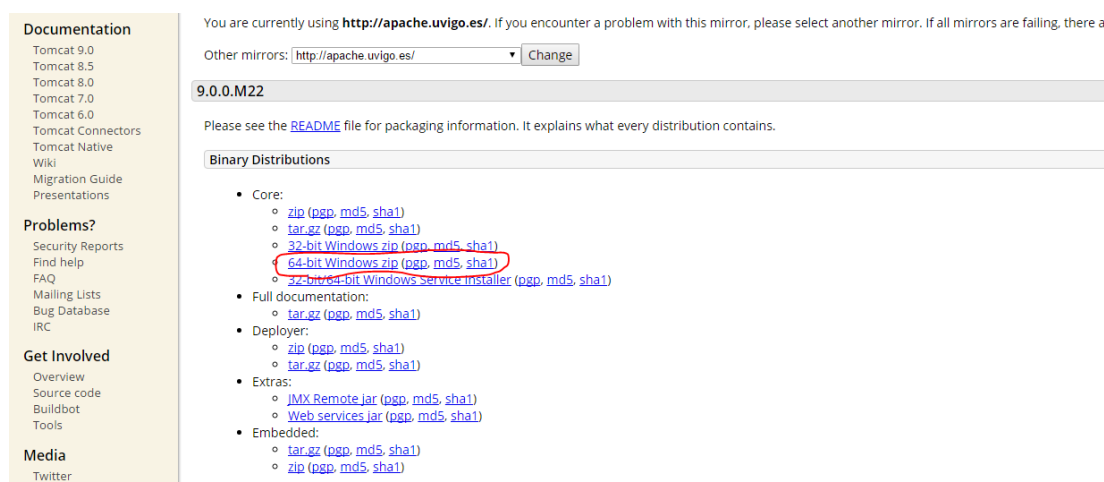 Documentation
Tomcat 9.0
Tomcat 8.5
Tomcat 8.0
Tomcat 7.0
Tomcat 6.0
Tomcat Connectors
Tomcat Native
Wiki
Migration Guide
Presentations
Problems?
Security Reports
Find help
FAQ
Mailing Lists
Bug Database
IRC
Get Involved
Overview
Source code
Buildbot
Tools
Media
Twitter
You are currently using http://apache.uvigo.es/. If you encounter a problem with this mirror, please select another mirror. If all mirrors are failing, there a
Other mirrors: http://apache.uvigo.es/ Change
9.0.0.M22
Please see the README file for packaging information. It explains what every distribution contains.
Binary Distributions
Core:
zip (pgp, md5, sha1)
tar.gz (pgp, md5, sha1)
32-bit Windows zip (pgp, md5, sha1)
64-bit Windows zip (pgp, md5, sha1)
32-bit/64-bit Windows Service Installer (pgp, md5, sha1)
Full documentation:
tar.gz (pgp, md5, sha1)
Deployer:
zip (pgp, md5, sha1)
tar.gz (pgp, md5, sha1)
Extras:
JMX Remote jar (pgp, md5, sha1)
Web services jar (pgp, md5, sha1)
Embedded:
tar.gz (pgp, md5, sha1)
zip (pgp, md5, sha1)